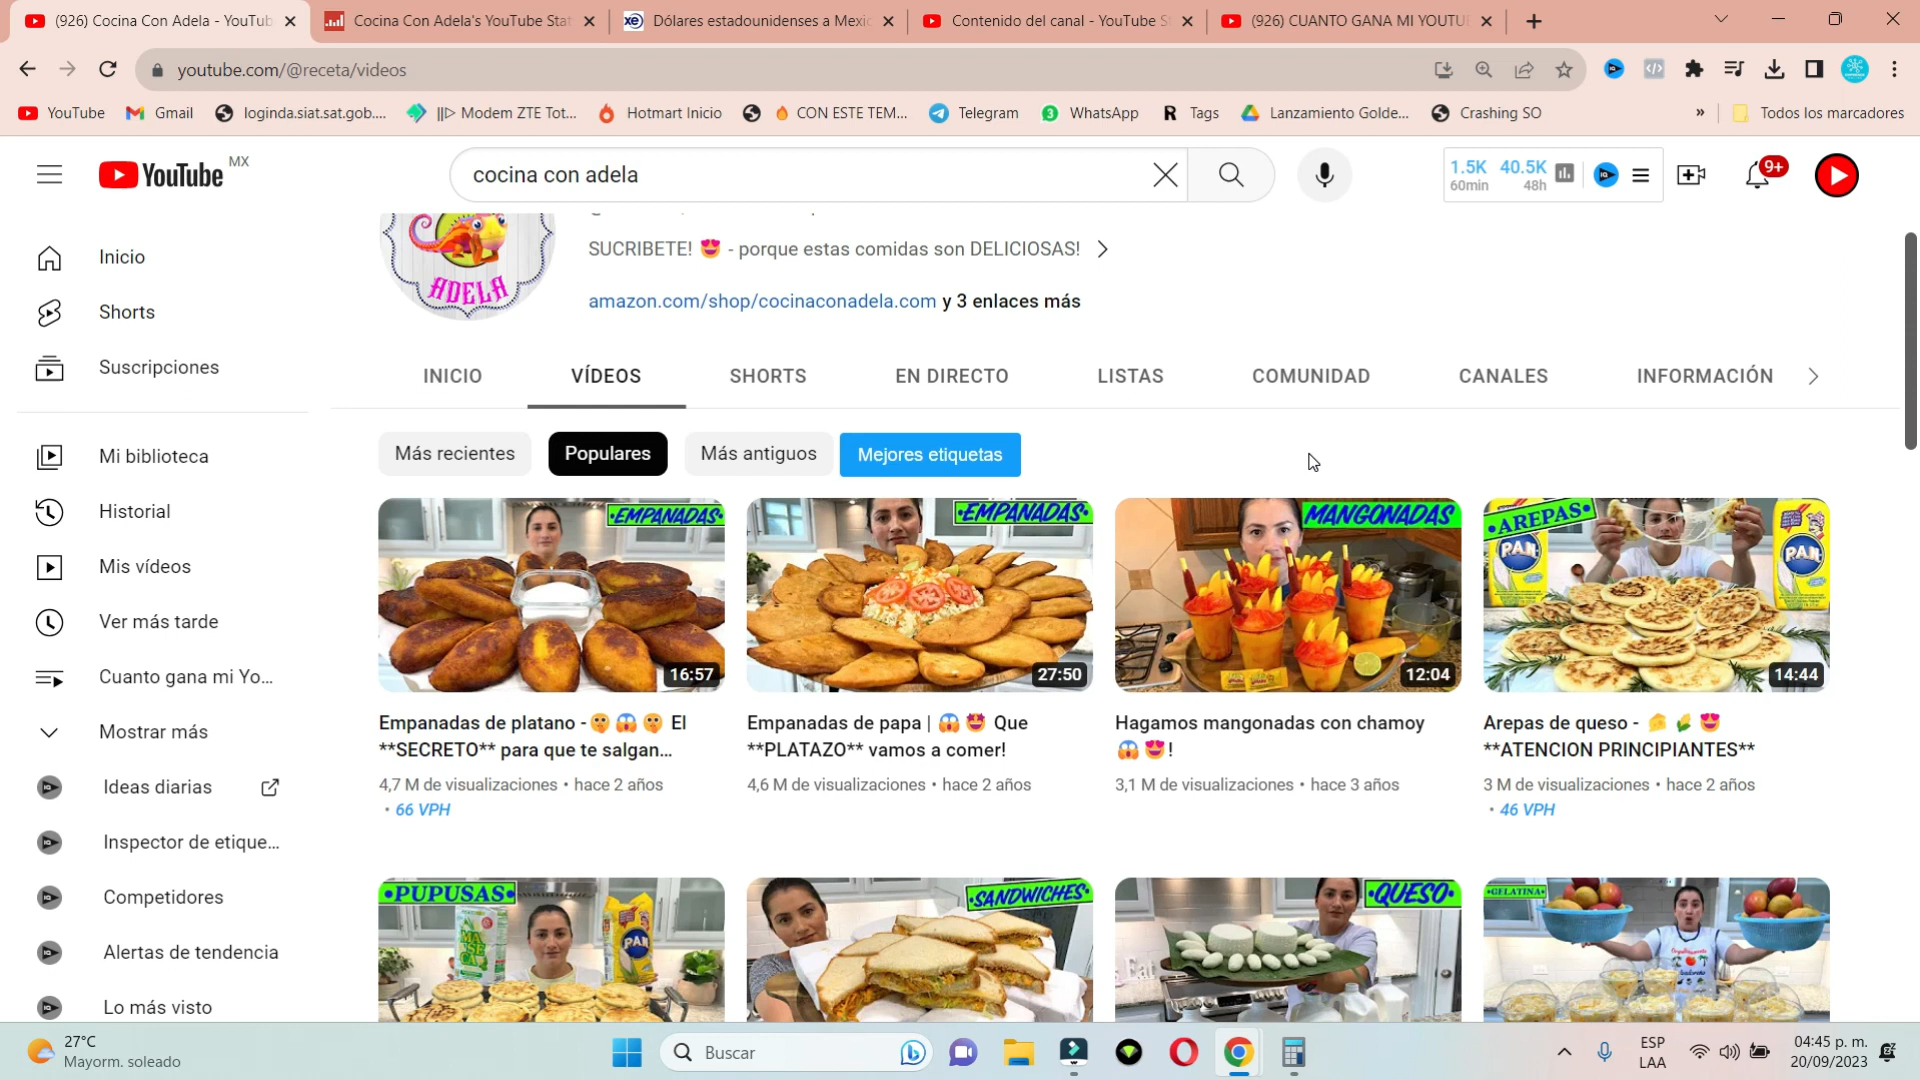 (926) Cocina Con Adela - YouTub
Cocina Con Adela's YouTube Stat
Dólares estadounidenses a Mexic
Contenido del canal - YouTube S
(926) CUANTO GANA MI YOUTU
youtube.com/@receta/videos
YouTube
Gmail
loginda.siat.sat.gob....
||▷ Modem ZTE Tot...
Hotmart Inicio
CON ESTE TEM...
Telegram
WhatsApp
Tags
Lanzamiento Golde...
Crashing SO
»
Todos los marcadores
YouTube MX
cocina con adela
1.5K
60min
40.5K
48h
9+
Inicio
Shorts
Suscripciones
Mi biblioteca
Historial
Mis vídeos
Ver más tarde
Cuanto gana mi Yo...
Mostrar más
Ideas diarias
Inspector de etique...
Competidores
Alertas de tendencia
Lo más visto
ADELA
SUCRIBETE! 😍 - porque estas comidas son DELICIOSAS!
amazon.com/shop/cocinaconadela.com y 3 enlaces más
INICIO
VÍDEOS
SHORTS
EN DIRECTO
LISTAS
COMUNIDAD
CANALES
INFORMACIÓN
Más recientes
Populares
Más antiguos
Mejores etiquetas
•EMPANADAS•
16:57
•EMPANADAS•
27:50
MANGONADAS
12:04
•AREPAS•
PAN
PAN
14:44
Empanadas de platano - 🤫 😱 🤫 El
**SECRETO** para que te salgan...
4,7 M de visualizaciones • hace 2 años
• 66 VPH
Empanadas de papa | 😱 🤩 Que
**PLATAZO** vamos a comer!
4,6 M de visualizaciones • hace 2 años
Hagamos mangonadas con chamoy
😱 😍 !
3,1 M de visualizaciones • hace 3 años
Arepas de queso - 🧀 🌽 😍
**ATENCION PRINCIPIANTES**
3 M de visualizaciones • hace 2 años
• 46 VPH
•PUPUSAS•
MA
SE
CA
PAN
•SANDWICHES•
•QUESO•
Eat
•GELATINA•
27°C
Mayorm. soleado
Buscar
ESP
LAA
04:45 p. m.
20/09/2023